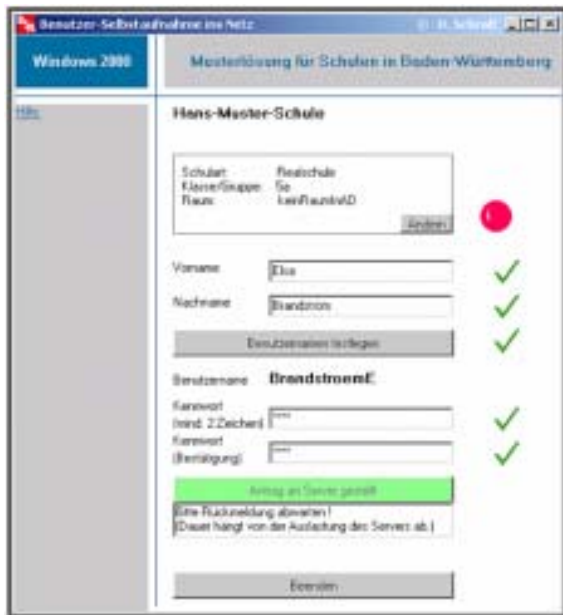 Benutzer-Selbstaufnahme ins Netz
Windows 2000
Musterlösung für Schulen in Baden-Württemberg
Hilfe
Hans-Muster-Schule
Schulart: Realschule
Klasse/Gruppe: 5a
Raum: keinRaumInAD
Ändern
Vorname
Elsa
Nachname
Brandström
Benutzernamen festlegen
Benutzername BrandstroemE
Kennwort
(mind. 2 Zeichen)
****
Kennwort
(Bestätigung)
****
Antrag an Server gestellt
Bitte Rückmeldung abwarten !
(Dauer hängt von der Auslastung des Servers ab.)
Beenden